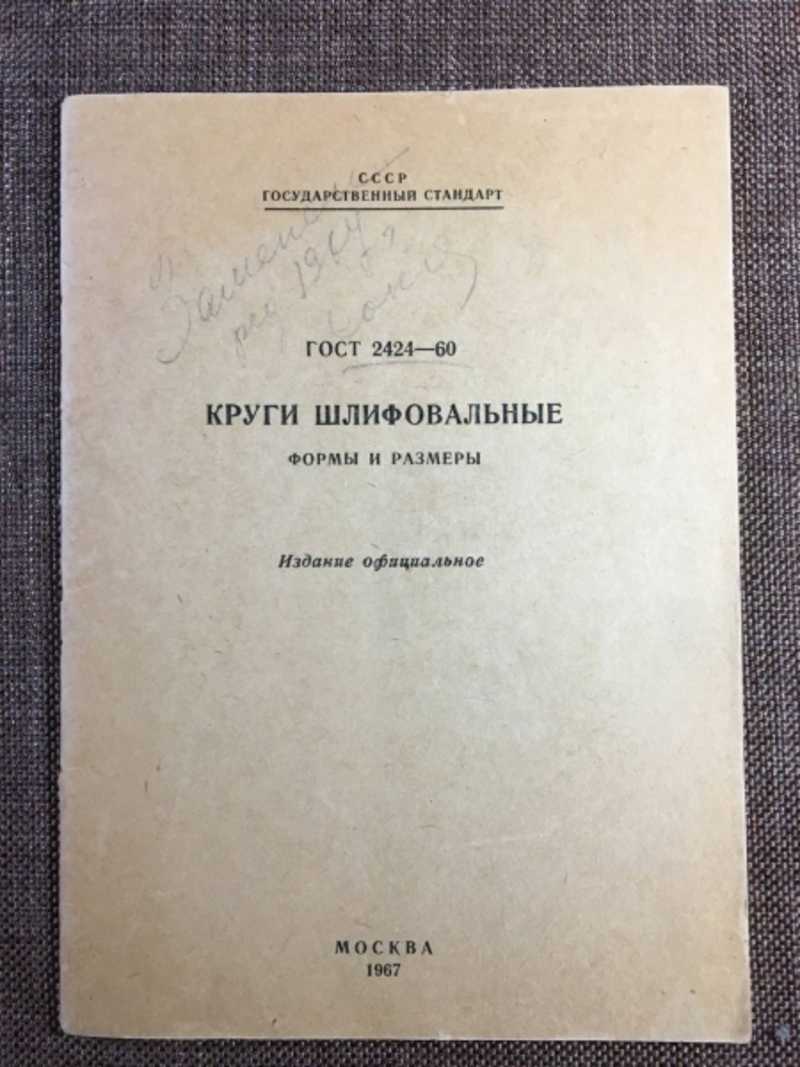 СССР
ГОСУДАРСТВЕННЫЙ СТАНДАРТ
ГОСТ 2424—60
КРУГИ ШЛИФОВАЛЬНЫЕ
ФОРМЫ И РАЗМЕРЫ
Издание официальное
МОСКВА
1967